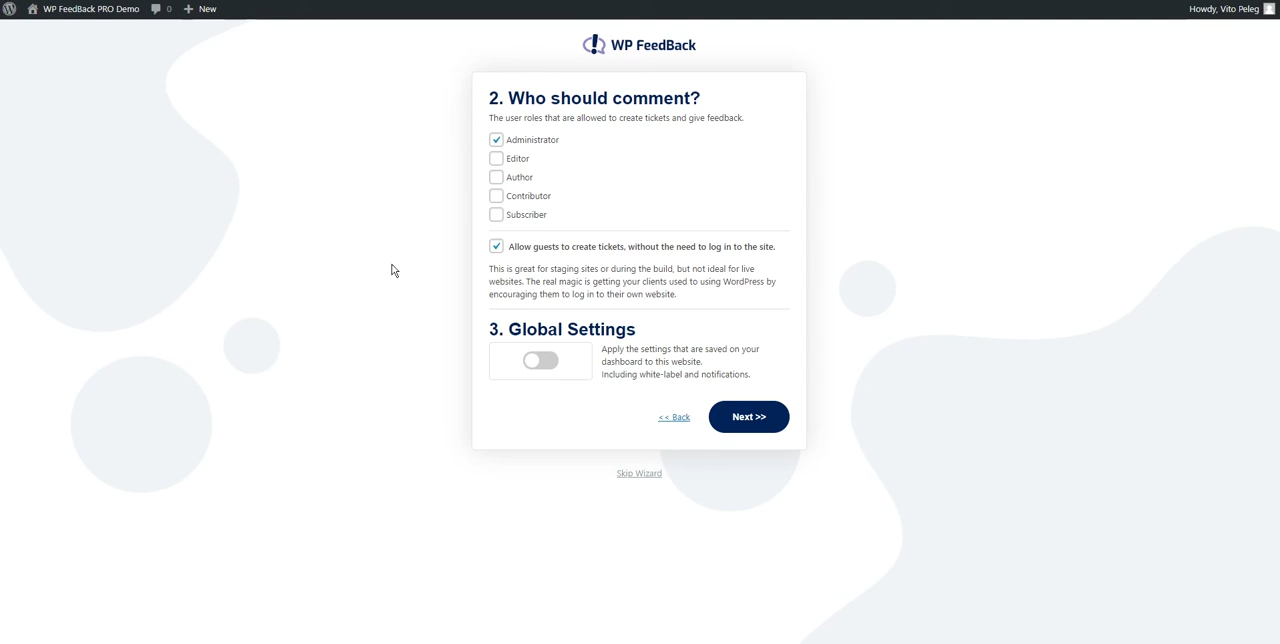 WP FeedBack PRO Demo 0 New Howdy, Vito Peleg
WP FeedBack
2. Who should comment?
The user roles that are allowed to create tickets and give feedback.
Administrator
Editor
Author
Contributor
Subscriber
Allow guests to create tickets, without the need to log in to the site.
This is great for staging sites or during the build, but not ideal for live
websites. The real magic is getting your clients used to using WordPress by
encouraging them to log in to their own website.
3. Global Settings
Apply the settings that are saved on your
dashboard to this website.
Including white-label and notifications.
<< Back
Next >>
Skip Wizard